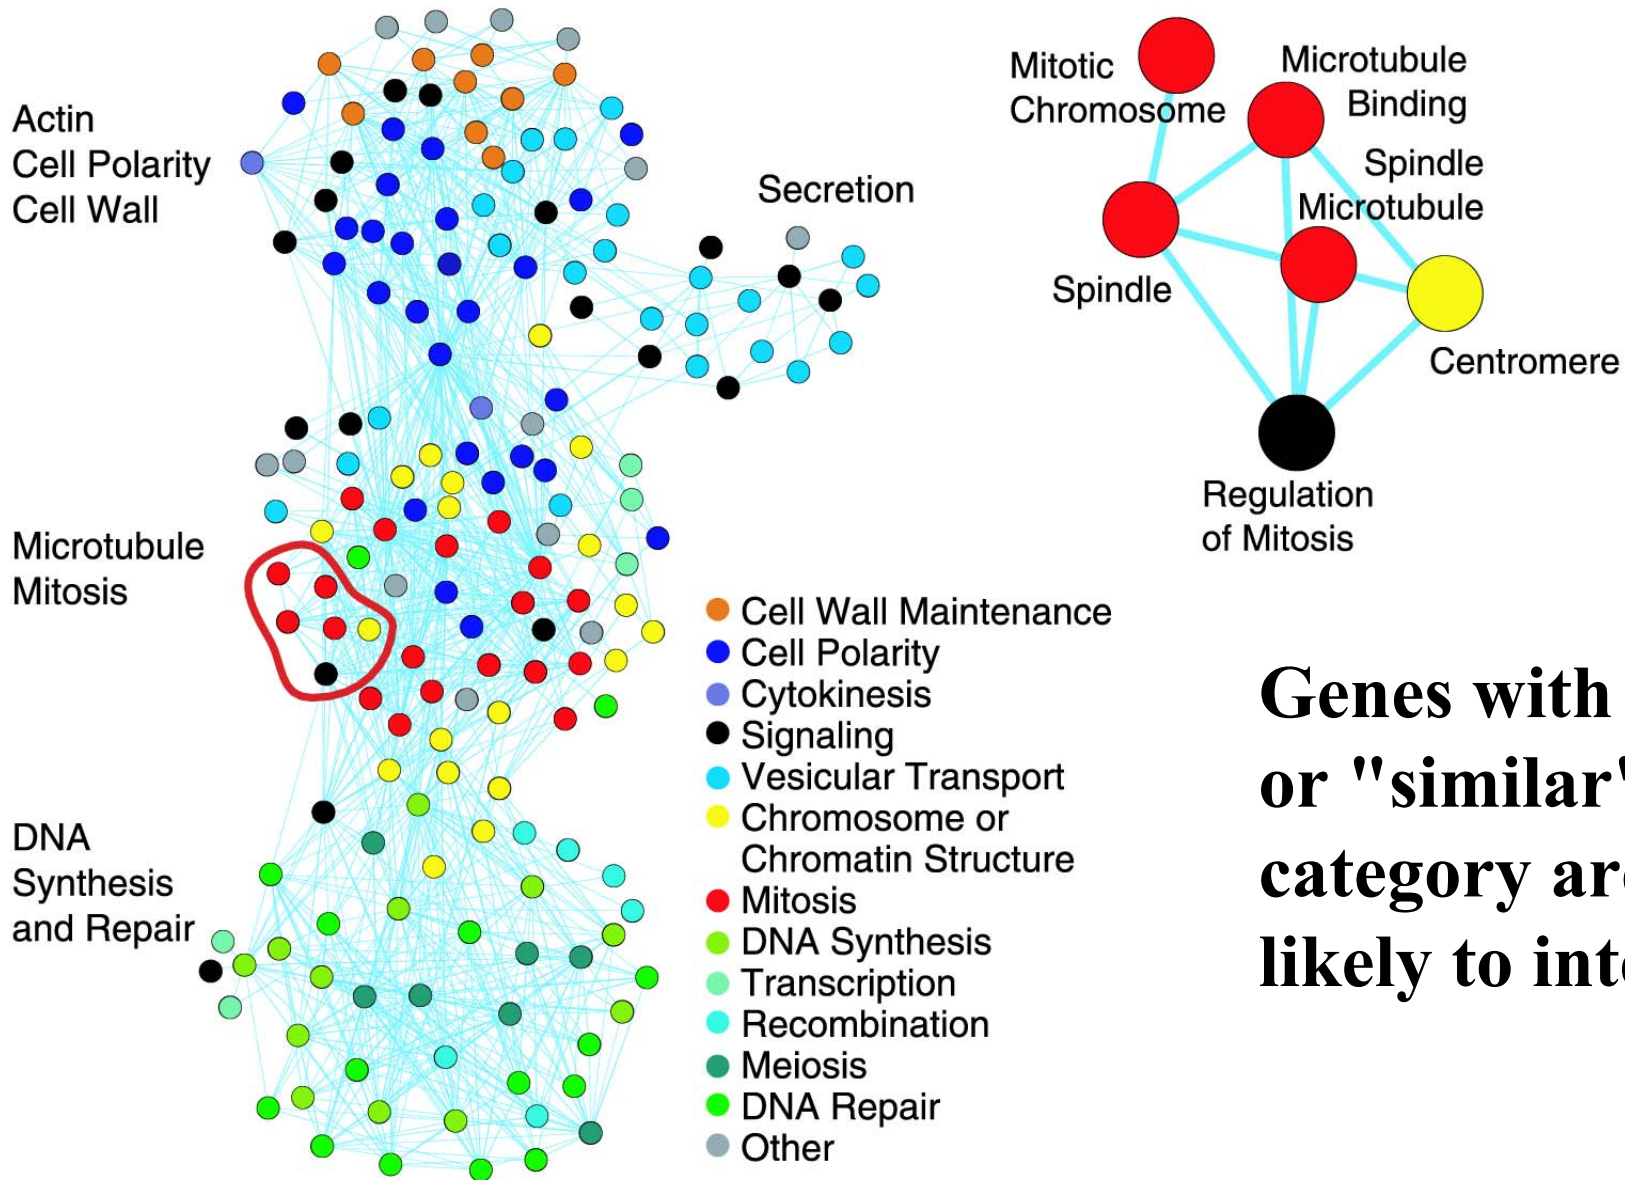 Actin
Cell Polarity
Cell Wall
Secretion
Microtubule
Mitosis
DNA
Synthesis
and Repair
Mitotic
Chromosome
Microtubule
Binding
Spindle
Microtubule
Spindle
Centromere
Regulation
of Mitosis
Cell Wall Maintenance
Cell Polarity
Cytokinesis
Signaling
Vesicular Transport
Chromosome or
Chromatin Structure
Mitosis
DNA Synthesis
Transcription
Recombination
Meiosis
DNA Repair
Other
Genes with
or "similar"
category
likely to